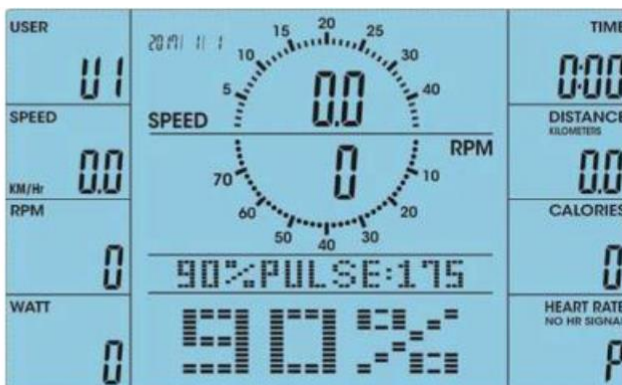 USER
U1
SPEED
KM/Hr 0.0
RPM
0
WATT
0
2017/ 1/ 1
5 10 15 20 25 30 40
SPEED 0.0
RPM 0
10 20 30 40 50 60 70
90%PULSE:175
90%
TIME
0:00
DISTANCE
KILOMETERS
0.0
CALORIES
0
HEART RATE
NO HR SIGNAL
P